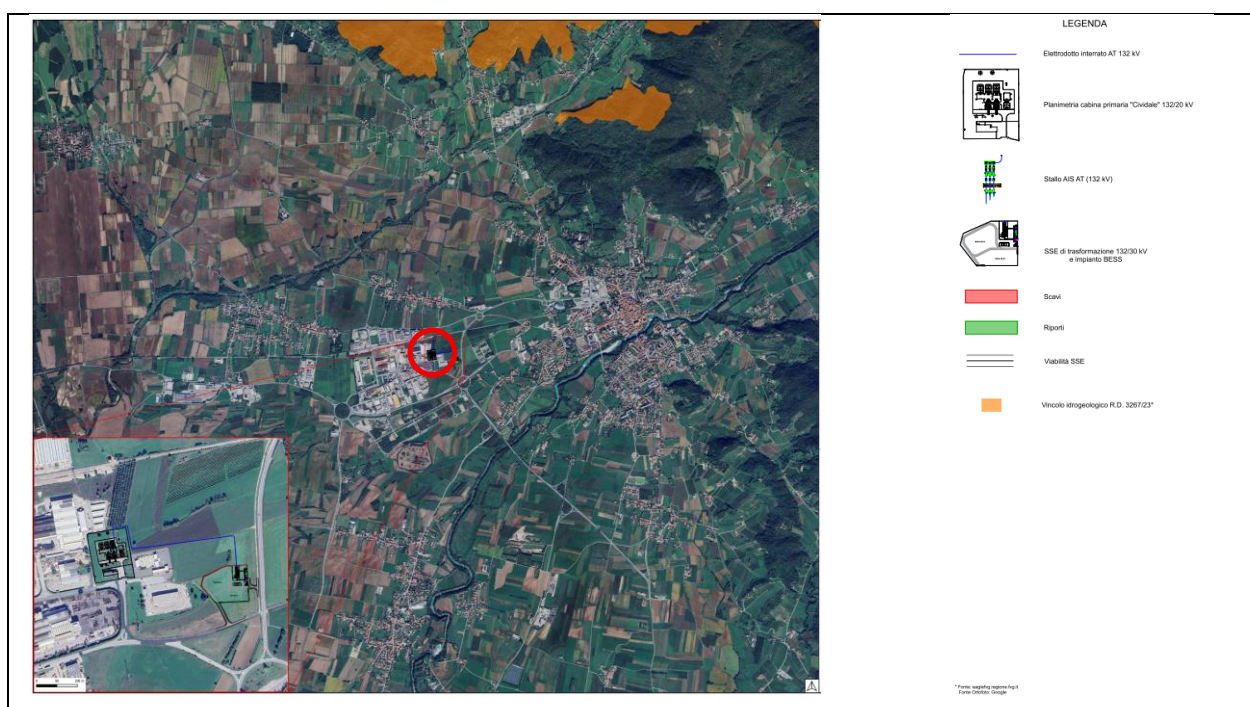 LEGENDA
Elettrodotto interrato AT 132 kV
Planimetria cabina primaria "Cividale" 132/20 kV
Stallo AIS AT (132 kV)
SSE di trasformazione 132/30 kV
e impianto BESS
Scavi
Riporti
Viabilità SSE
Vincolo idrogeologico R.D. 3267/23*
* Fonte: eaglefvg.regione.fvg.it
Fonte Ortofoto: Google